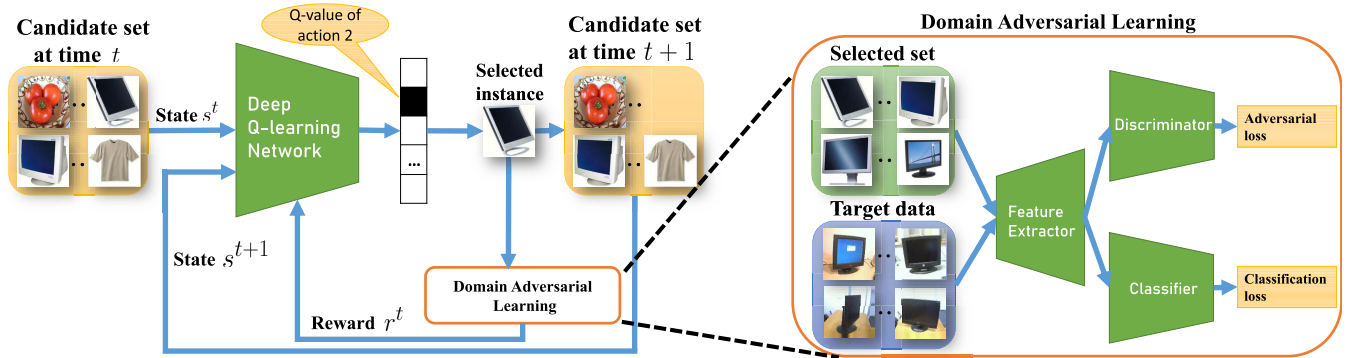 Candidate set
at time t
State s^t
Deep
Q-learning
Network
Q-value of
action 2
...
Selected
instance
Candidate set
at time t + 1
State s^{t+1}
Reward r^t
Domain Adversarial
Learning
Domain Adversarial Learning
Selected set
Target data
Feature
Extractor
Discriminator
Adversarial
loss
Classifier
Classification
loss